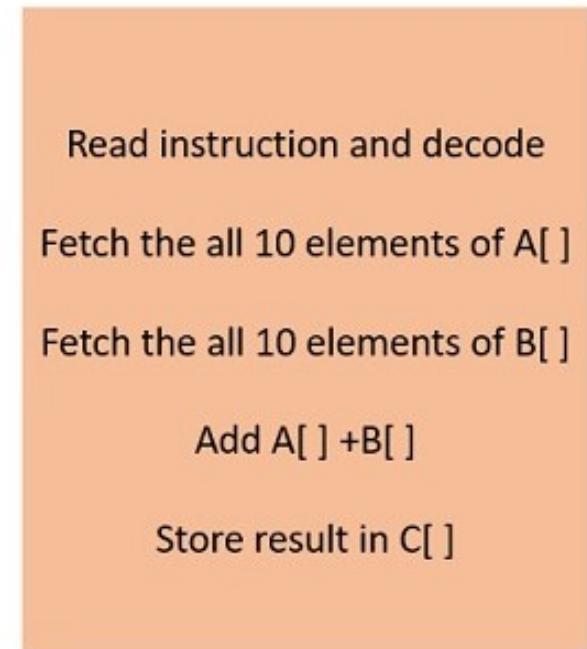 Read instruction and decode
Fetch the all 10 elements of A[ ]
Fetch the all 10 elements of B[ ]
Add A[ ] +B[ ]
Store result in C[ ]